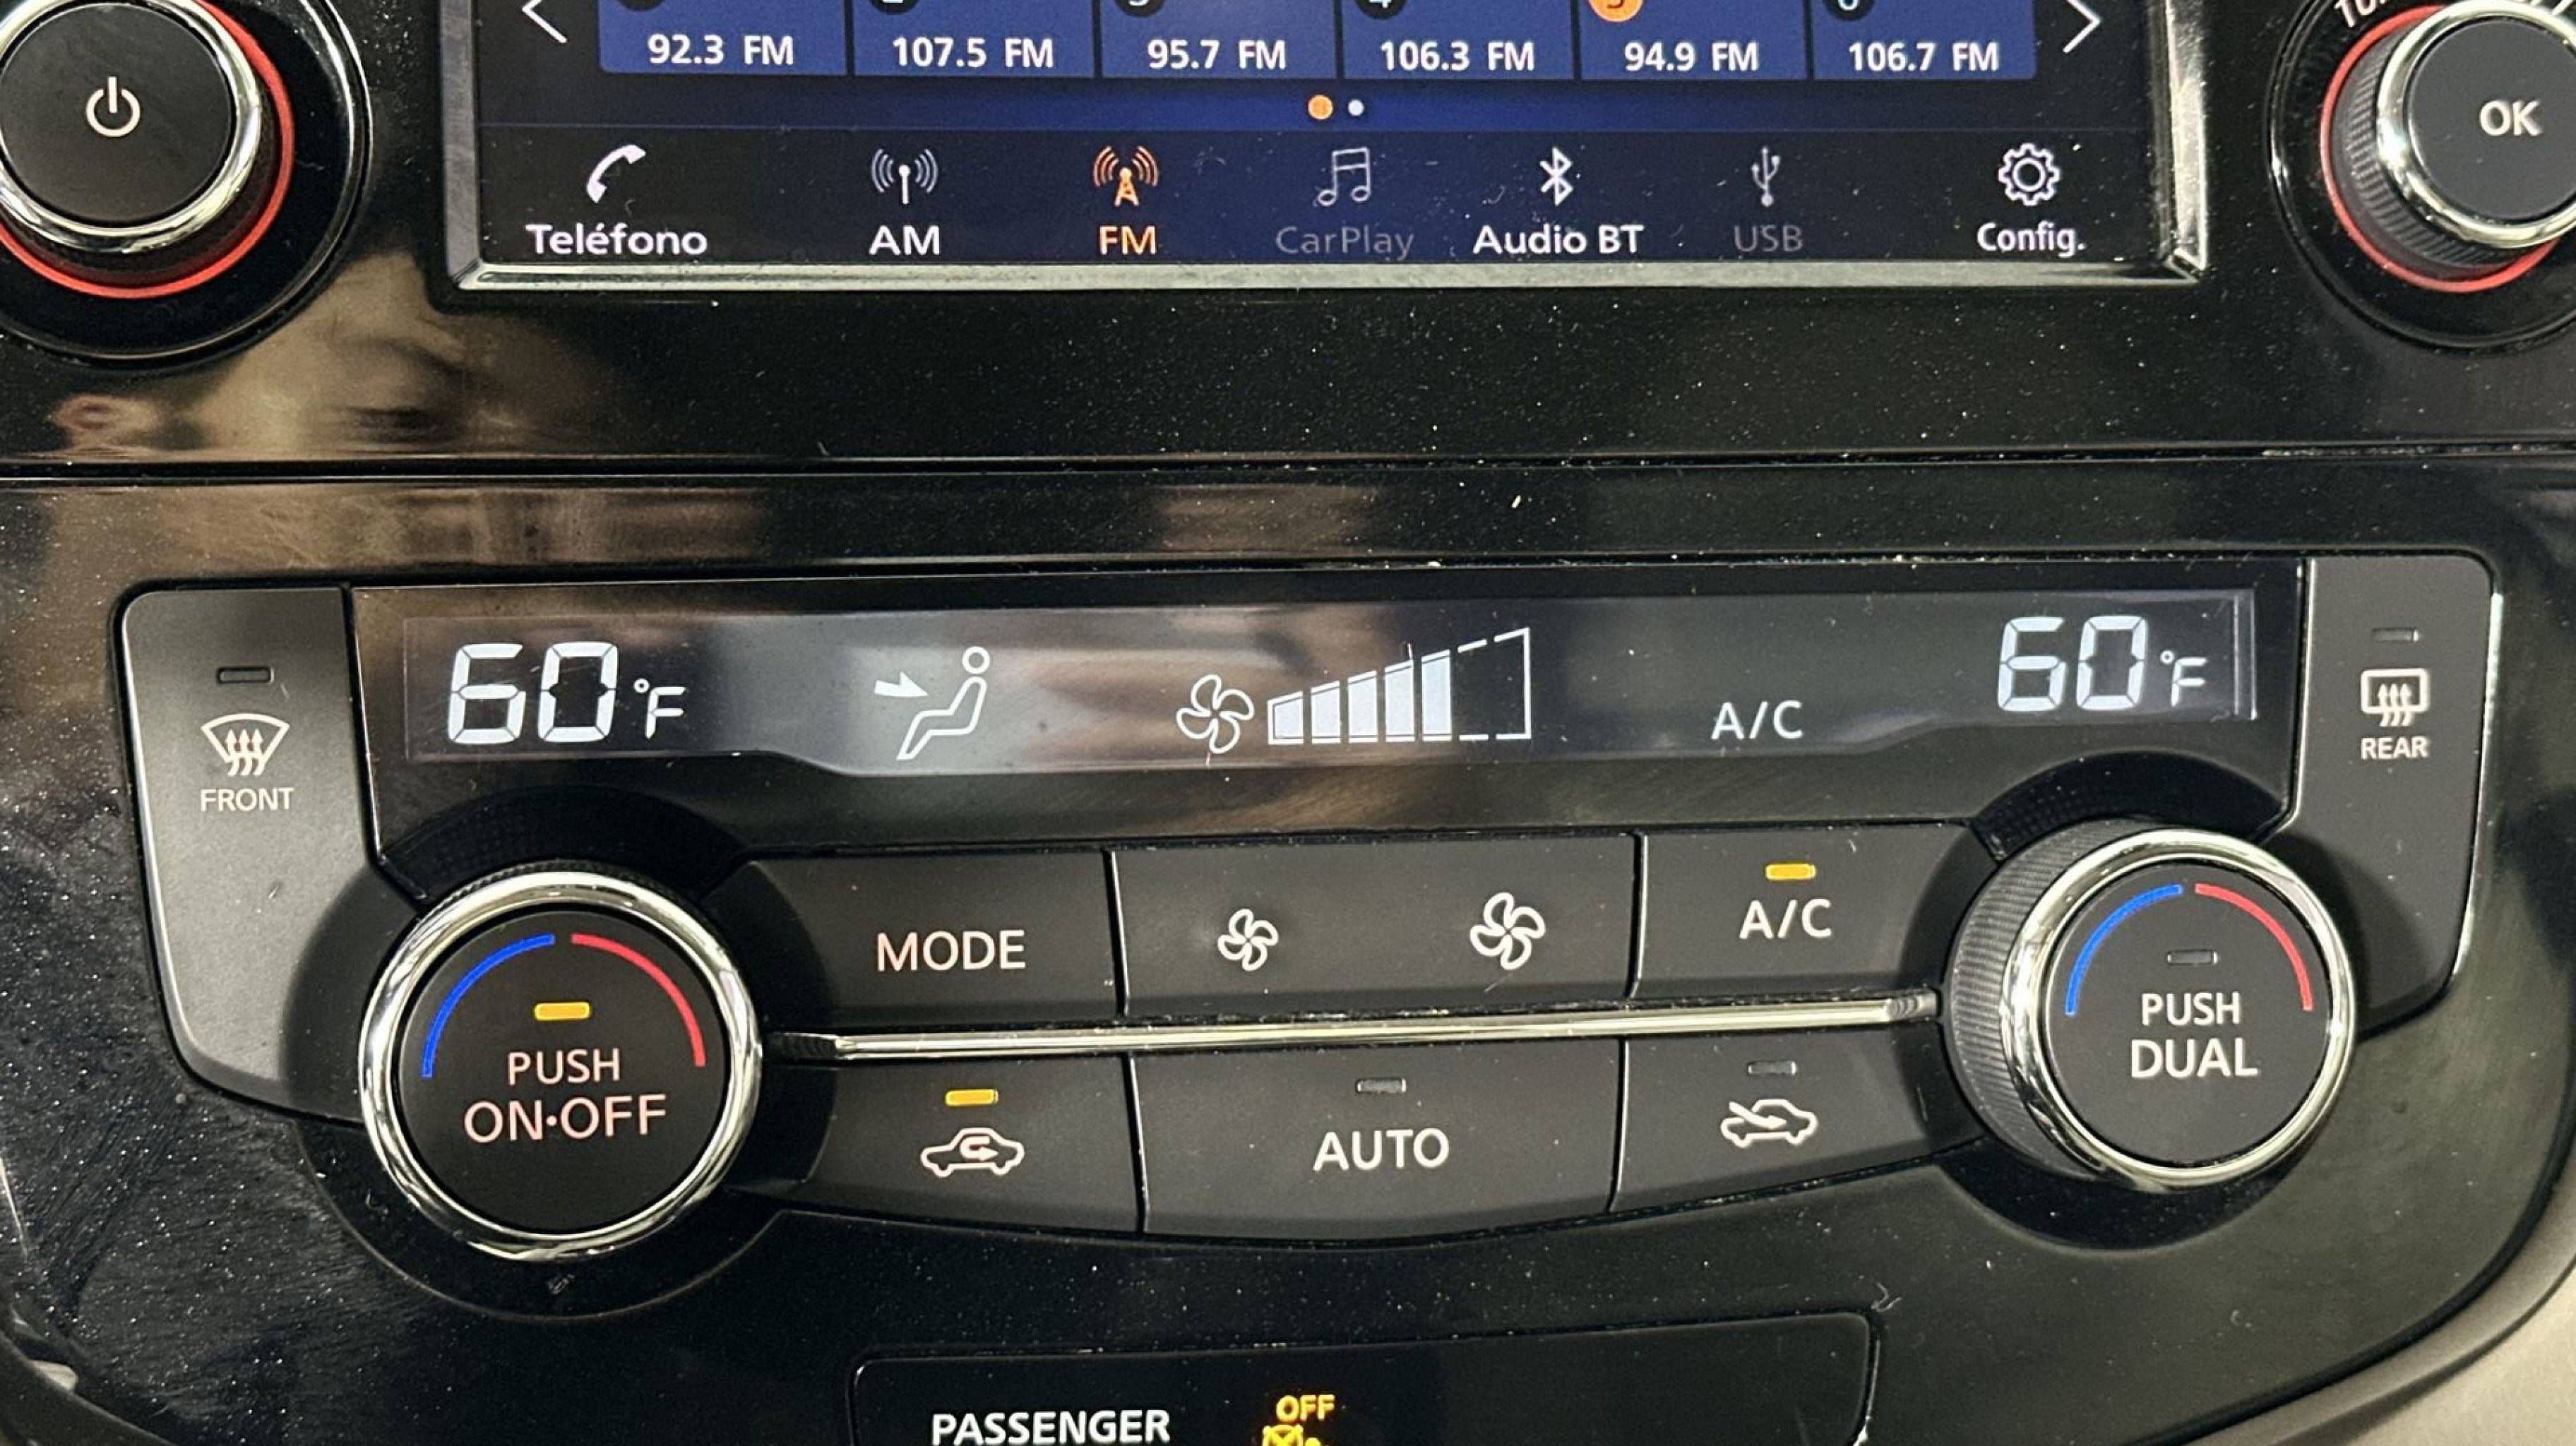 92.3 FM 107.5 FM 95.7 FM 106.3 FM 94.9 FM 106.7 FM
OK
Teléfono AM FM CarPlay Audio BT USB Config.
60°F A/C 60°F
FRONT
REAR
MODE A/C
PUSH
ON·OFF
AUTO
PUSH
DUAL
PASSENGER OFF